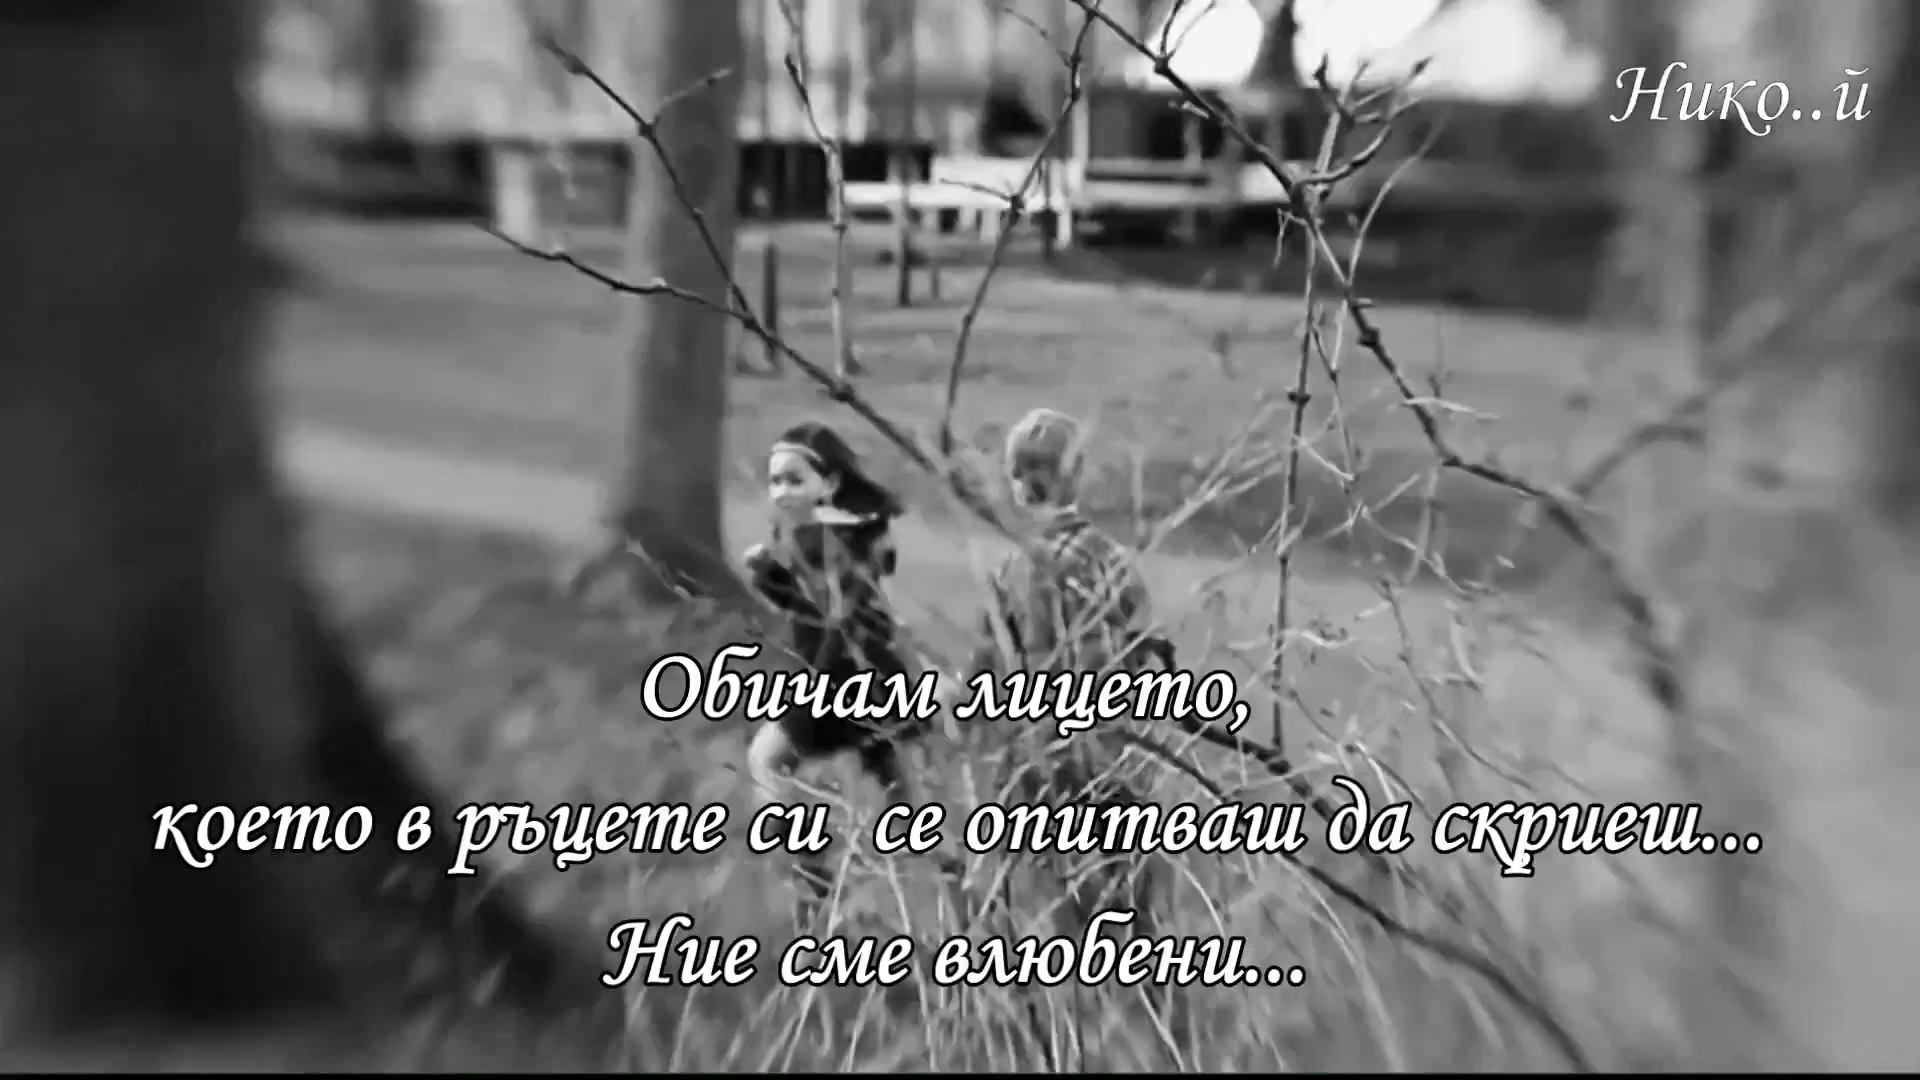 Нико..й
Обичам лицето,
което в ръцете си се опитваш да скриеш...
Ние сме влюбени...